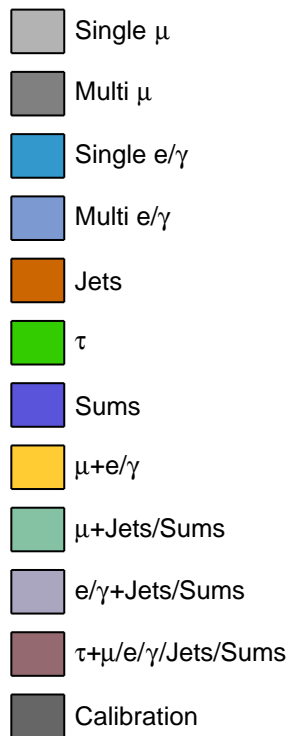 Single μ
Multi μ
Single e/γ
Multi e/γ
Jets
τ
Sums
μ+e/γ
μ+Jets/Sums
e/γ+Jets/Sums
τ+μ/e/γ/Jets/Sums
Calibration